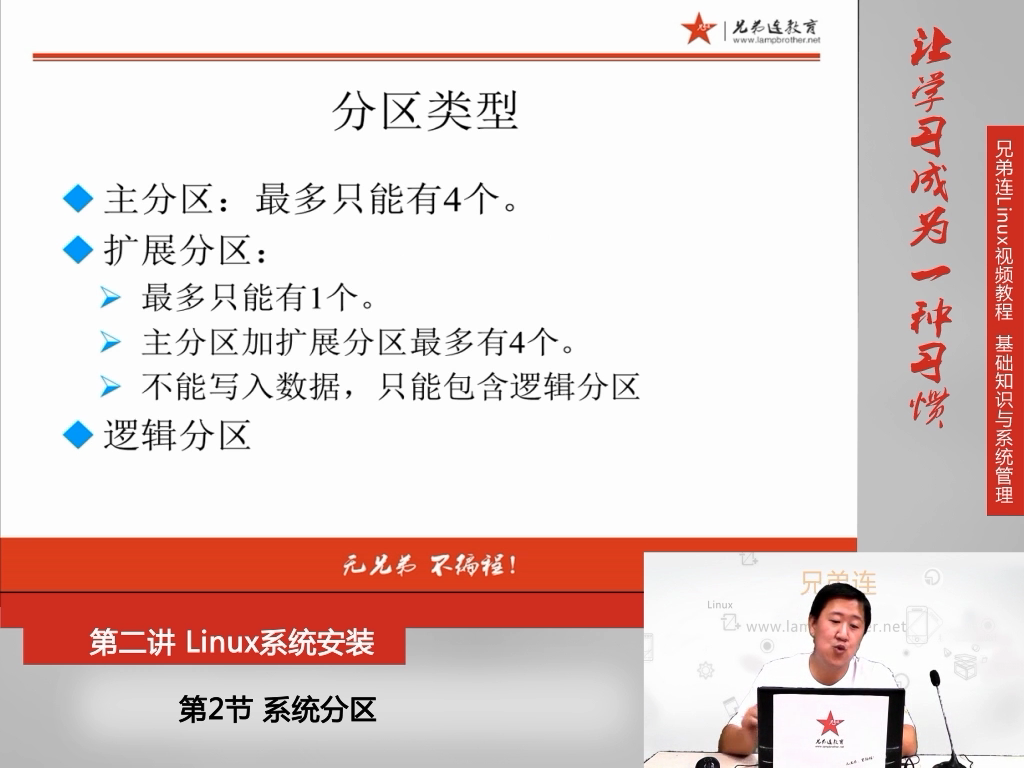 兄弟连教育
www.lampbrother.net
分区类型
主分区：最多只能有4个。
扩展分区：
最多只能有1个。
主分区加扩展分区最多有4个。
不能写入数据，只能包含逻辑分区
逻辑分区
无兄弟 不编程！
第二讲 Linux系统安装
第2节 系统分区
让学习成为一种习惯
兄弟连Linux视频教程 基础知识与系统管理
兄弟连
Linux
www.lam
er.net
兄弟连教育